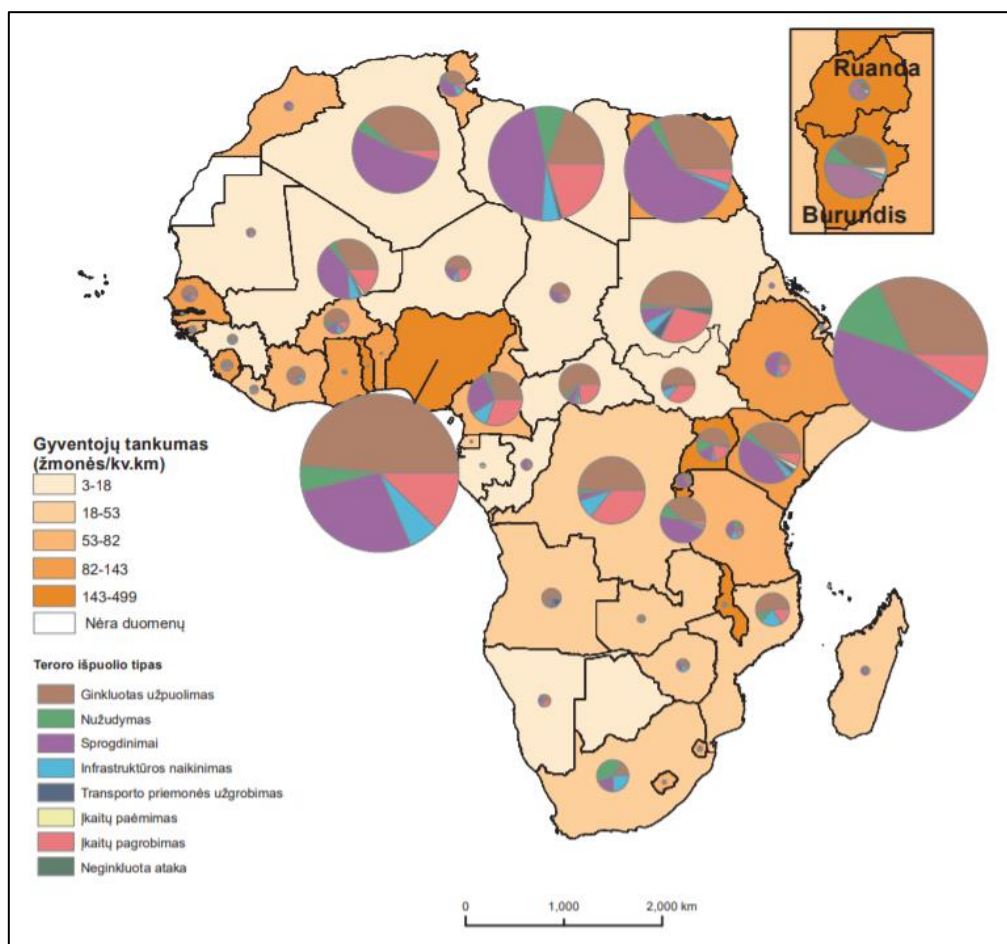 Ruanda
Burundis
Gyventojų tankumas
(žmonės/kv.km)
3-18
18-53
53-82
82-143
143-499
Nėra duomenų
Teroro išpuolio tipas
Ginkluotas užpuolimas
Nužudymas
Sprogdinimai
Infrastruktūros naikinimas
Transporto priemonės užgrobimas
Įkaitų paėmimas
Įkaitų pagrobimas
Neginkluota ataka
0 1,000 2,000 km